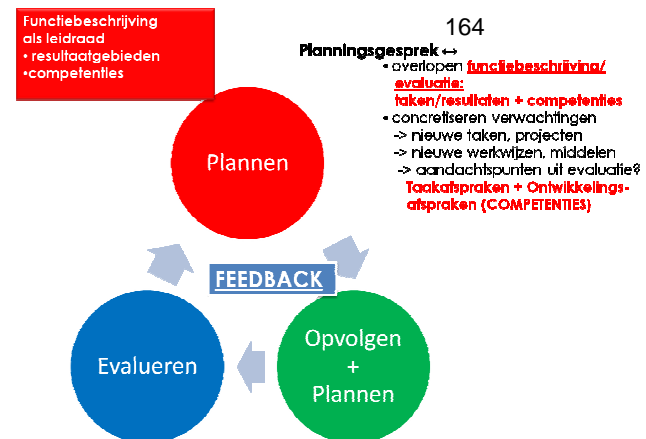 Functiebeschrijving
als leidraad
• resultaatgebieden
• competenties
164
Planningsgesprek ↔
• overlopen functiebeschrijving/
evaluatie:
taken/resultaten + competenties
• concretiseren verwachtingen
-> nieuwe taken, projecten
-> nieuwe werkwijzen, middelen
-> aandachtspunten uit evaluatie?
Taakafspraken + Ontwikkelings-
afspraken (COMPETENTIES)
Plannen
FEEDBACK
Evalueren
Opvolgen
+
Plannen